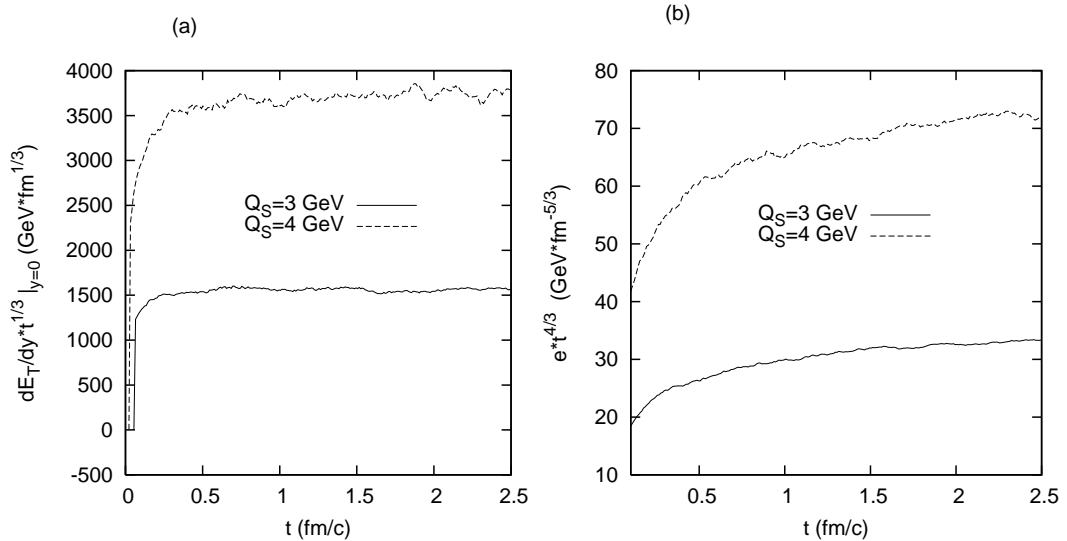 (a)
4000
3500
3000
2500
2000
1500
1000
500
0
-500
0 0.5 1 1.5 2 2.5
t (fm/c)
dE_T/dy*t^{1/3} |_{y=0} (GeV*fm^{1/3})
Q_S=3 GeV
Q_S=4 GeV
(b)
80
70
60
50
40
30
20
10
0.5 1 1.5 2 2.5
t (fm/c)
e*t^{4/3} (GeV*fm^{-5/3})
Q_S=3 GeV
Q_S=4 GeV